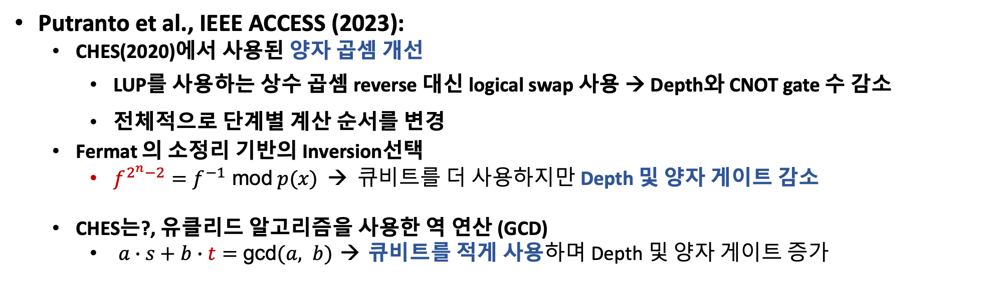 • Putranto et al., IEEE ACCESS (2023):
• CHES(2020)에서 사용된 양자 곱셈 개선
• LUP를 사용하는 상수 곱셈 reverse 대신 logical swap 사용 → Depth와 CNOT gate 수 감소
• 전체적으로 단계별 계산 순서를 변경
• Fermat 의 소정리 기반의 Inversion선택
• f^{2^n−2} = f^{−1} mod p(x) → 큐비트를 더 사용하지만 Depth 및 양자 게이트 감소
• CHES는?, 유클리드 알고리즘을 사용한 역 연산 (GCD)
• a · s + b · t = gcd(a, b) → 큐비트를 적게 사용하며 Depth 및 양자 게이트 증가